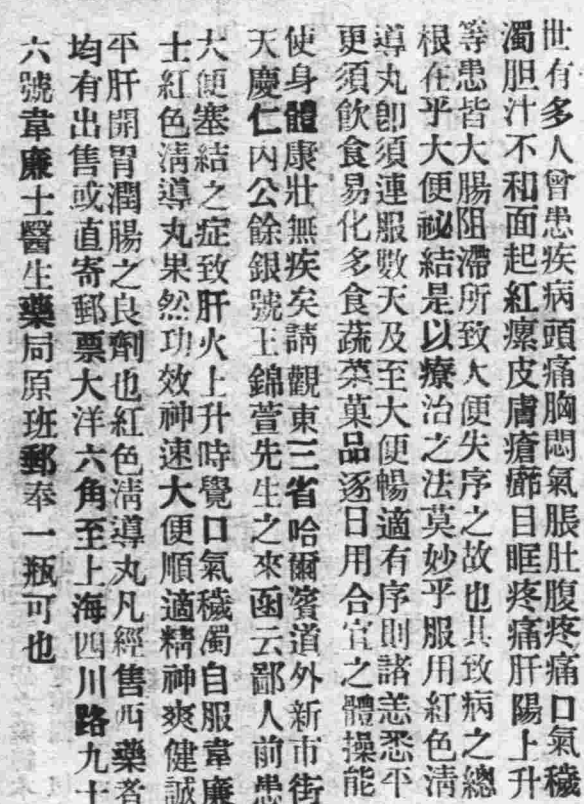 世有多人曾患疾病頭痛胸悶氣脹肚腹疼痛口氣穢
濁胆汁不和面起紅瘰皮膚瘡癤目眶疼痛肝陽上升
等患皆大腸阻滯所致大便失序之故也其致病之總
根在乎大便祕結是以療治之法莫妙乎服用紅色清
導丸卽須連服數天及至大便暢適有序則諸恙悉平
更須飲食易化多食蔬菜菓品逐日用合宜之體操能
使身體康壯無疾矣請觀東三省哈爾濱道外新市街
天慶仁內公餘銀號王錦萱先生之來函云鄙人前患
大便塞結之症致肝火上升時覺口氣穢濁自服韋廉
士紅色清導丸果然功效神速大便順適精神爽健誠
平肝開胃潤腸之良劑也紅色清導丸凡經售西藥者
均有出售或直寄郵票大洋六角至上海四川路九十
六號韋廉士醫生藥局原班郵奉一瓶可也